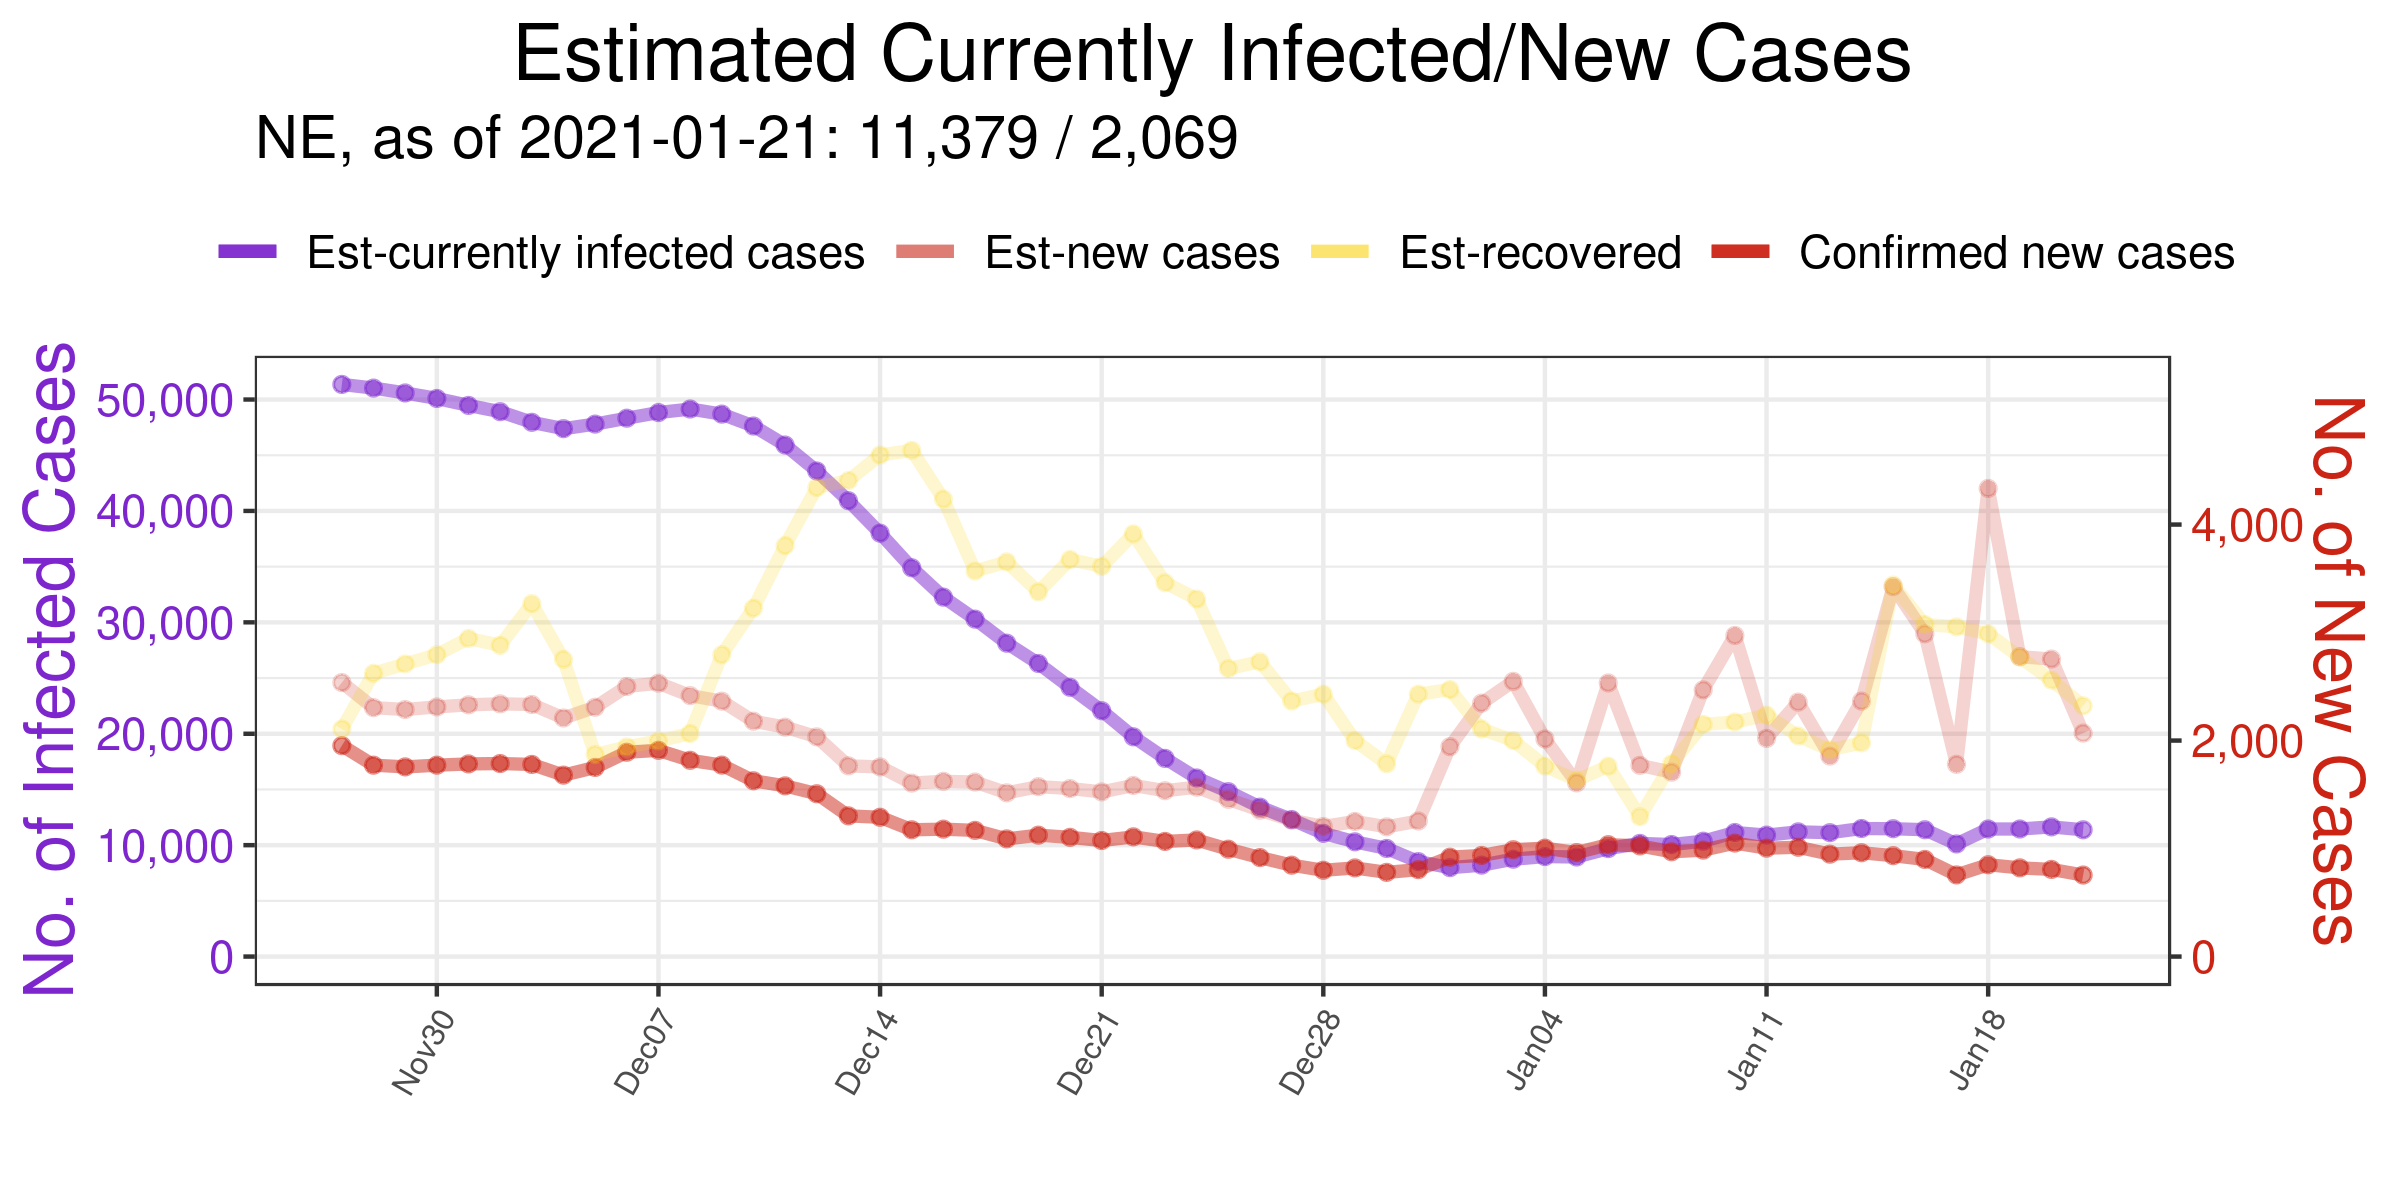 Estimated Currently Infected/New Cases
NE, as of 2021-01-21: 11,379 / 2,069
Est-currently infected cases
Est-new cases
Est-recovered
Confirmed new cases
No. of Infected Cases
50,000
40,000
30,000
20,000
10,000
0
4,000
2,000
0
No. of New Cases
Nov30
Dec07
Dec14
Dec21
Dec28
Jan04
Jan11
Jan18